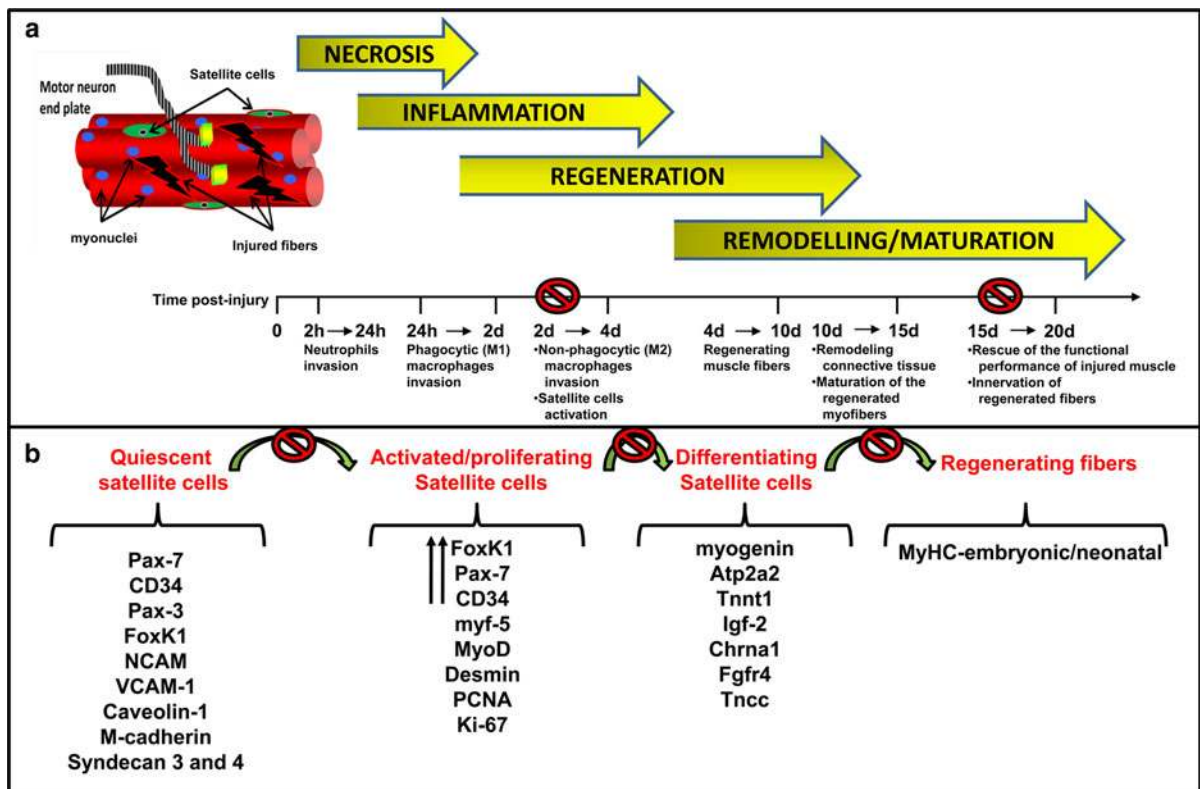 a
Satellite cells
Motor neuron
end plate
myonuclei
Injured fibers
NECROSIS
INFLAMMATION
REGENERATION
REMODELLING/MATURATION
Time post-injury
0
2h → 24h
Neutrophils
invasion
24h → 2d
Phagocytic (M1)
macrophages
invasion
2d → 4d
•Non-phagocytic (M2)
macrophages
invasion
•Satellite cells
activation
4d → 10d
Regenerating
muscle fibers
10d → 15d
•Remodeling
connective tissue
•Maturation of the
regenerated
myofibers
15d → 20d
•Rescue of the functional
performance of injured muscle
•Innervation of
regenerated fibers
b
Quiescent
satellite cells
Pax-7
CD34
Pax-3
FoxK1
NCAM
VCAM-1
Caveolin-1
M-cadherin
Syndecan 3 and 4
Activated/proliferating
Satellite cells
FoxK1
Pax-7
CD34
myf-5
MyoD
Desmin
PCNA
Ki-67
Differentiating
Satellite cells
myogenin
Atp2a2
Tnnt1
Igf-2
Chrna1
Fgfr4
Tncc
Regenerating fibers
MyHC-embryonic/neonatal